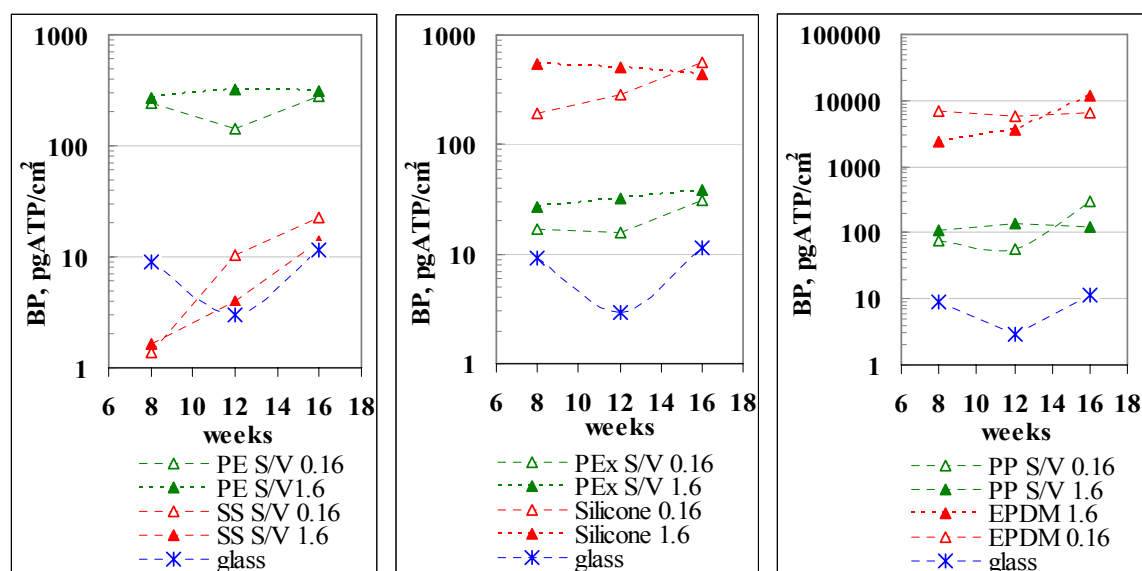 1000
100
10
1
BP, pgATP/cm²
6 8 10 12 14 16 18
weeks
PE S/V 0.16
PE S/V1.6
SS S/V 0.16
SS S/V 1.6
glass
1000
100
10
1
BP, pgATP/cm²
6 8 10 12 14 16 18
weeks
PEx S/V 0.16
PEx S/V 1.6
Silicone 0.16
Silicone 1.6
glass
100000
10000
1000
100
10
1
BP, pgATP/cm²
6 8 10 12 14 16 18
weeks
PP S/V 0.16
PP S/V 1.6
EPDM 1.6
EPDM 0.16
glass